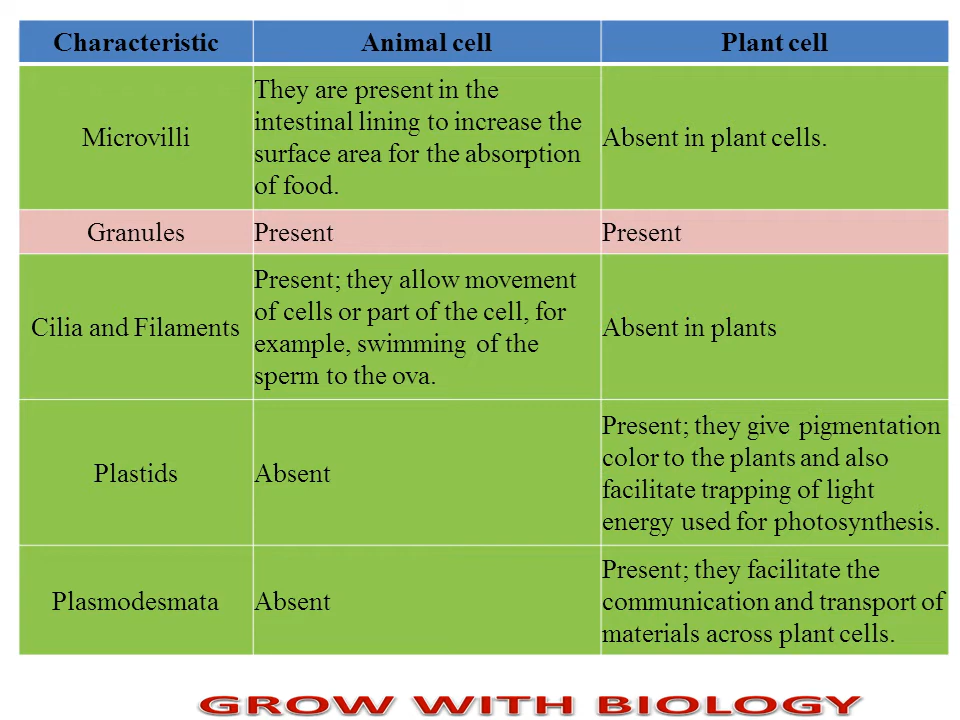 Characteristic Animal cell Plant cell
Microvilli
They are present in the
intestinal lining to increase the
surface area for the absorption
of food.
Absent in plant cells.
Granules Present Present
Cilia and Filaments
Present; they allow movement
of cells or part of the cell, for
example, swimming of the
sperm to the ova.
Absent in plants
Plastids
Absent
Present; they give pigmentation
color to the plants and also
facilitate trapping of light
energy used for photosynthesis.
Plasmodesmata
Absent
Present; they facilitate the
communication and transport of
materials across plant cells.
GROW WITH BIOLOGY